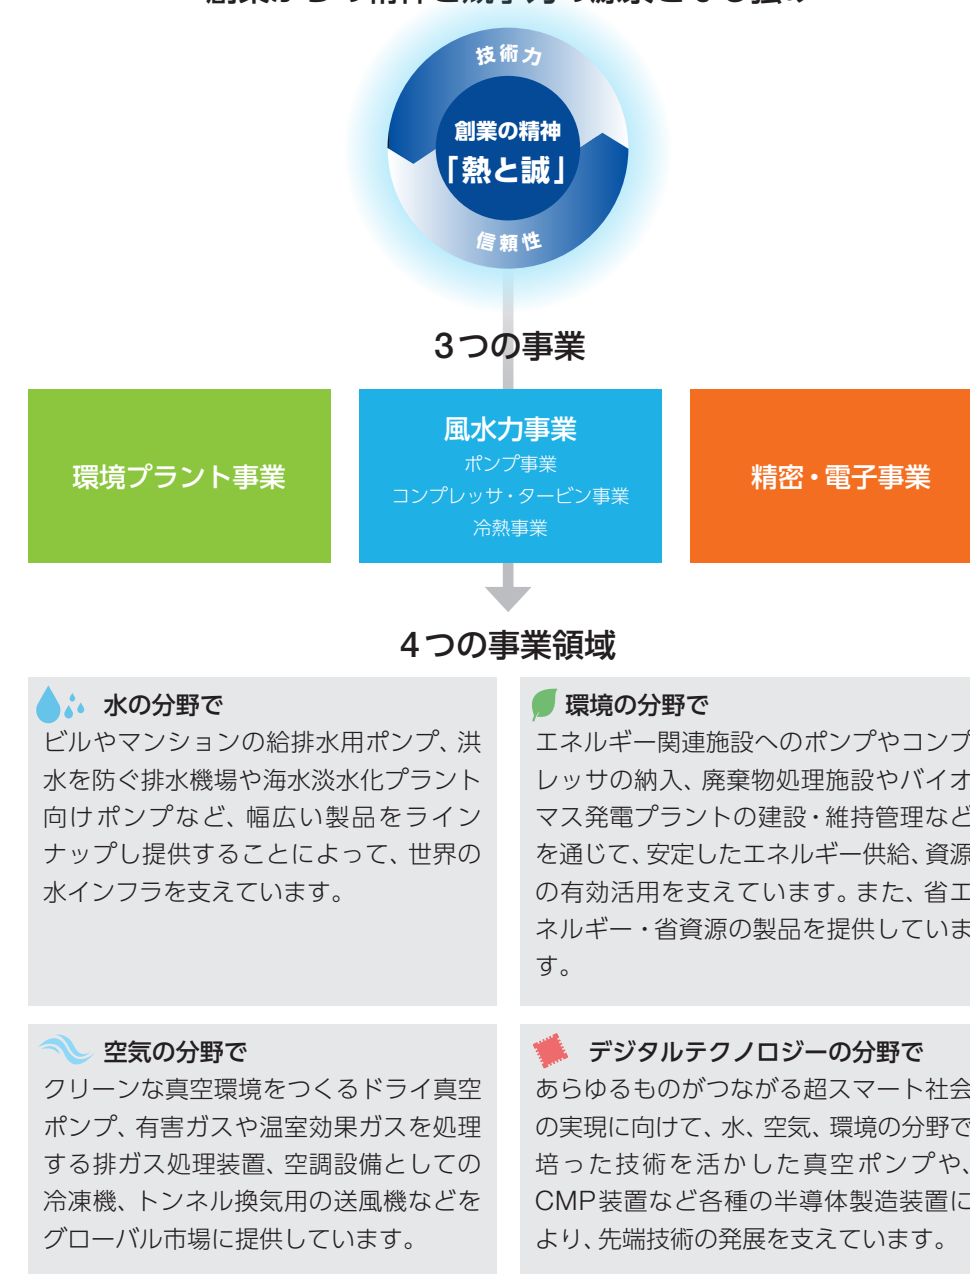 技術力
創業の精神
「熱と誠」
信頼性
3つの事業
環境プラント事業
風水力事業
ポンプ事業
コンプレッサ・タービン事業
冷熱事業
精密・電子事業
4つの事業領域
水の分野で
ビルやマンションの給排水用ポンプ、洪
水を防ぐ排水機場や海水淡水化プラント
向けポンプなど、幅広い製品をライン
ナップし提供することによって、世界の
水インフラを支えています。
環境の分野で
エネルギー関連施設へのポンプやコンプ
レッサの納入、廃棄物処理施設やバイオ
マス発電プラントの建設・維持管理など
を通じて、安定したエネルギー供給、資源
の有効活用を支えています。また、省エ
ネルギー・省資源の製品を提供していま
す。
空気の分野で
クリーンな真空環境をつくるドライ真空
ポンプ、有害ガスや温室効果ガスを処理
する排ガス処理装置、空調設備としての
冷凍機、トンネル換気用の送風機などを
グローバル市場に提供しています。
デジタルテクノロジーの分野で
あらゆるものがつながる超スマート社会
の実現に向けて、水、空気、環境の分野で
培った技術を活かした真空ポンプや、
CMP装置など各種の半導体製造装置に
より、先端技術の発展を支えています。